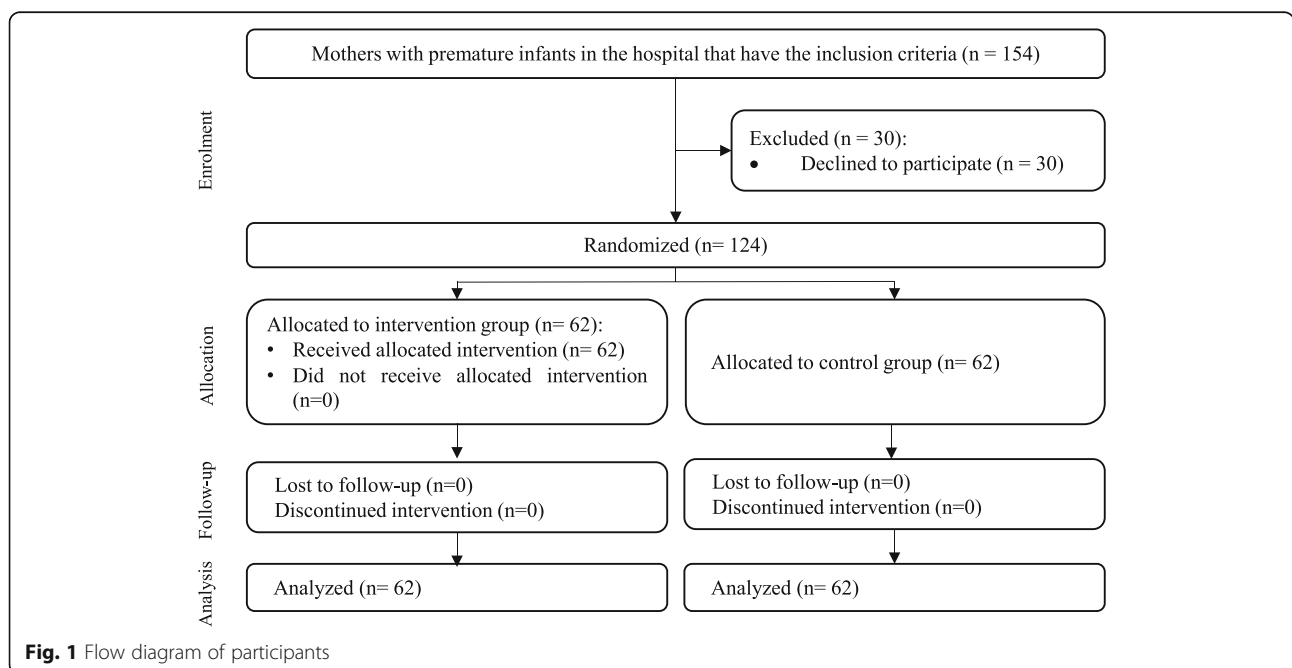 Mothers with premature infants in the hospital that have the inclusion criteria (n = 154)
Enrolment
Excluded (n = 30):
• Declined to participate (n = 30)
Randomized (n= 124)
Allocation
Allocated to intervention group (n= 62):
• Received allocated intervention (n= 62)
• Did not receive allocated intervention
(n=0)
Allocated to control group (n= 62)
Follow-up
Lost to follow-up (n=0)
Discontinued intervention (n=0)
Lost to follow-up (n=0)
Discontinued intervention (n=0)
Analysis
Analyzed (n= 62)
Analyzed (n= 62)
Fig. 1 Flow diagram of participants